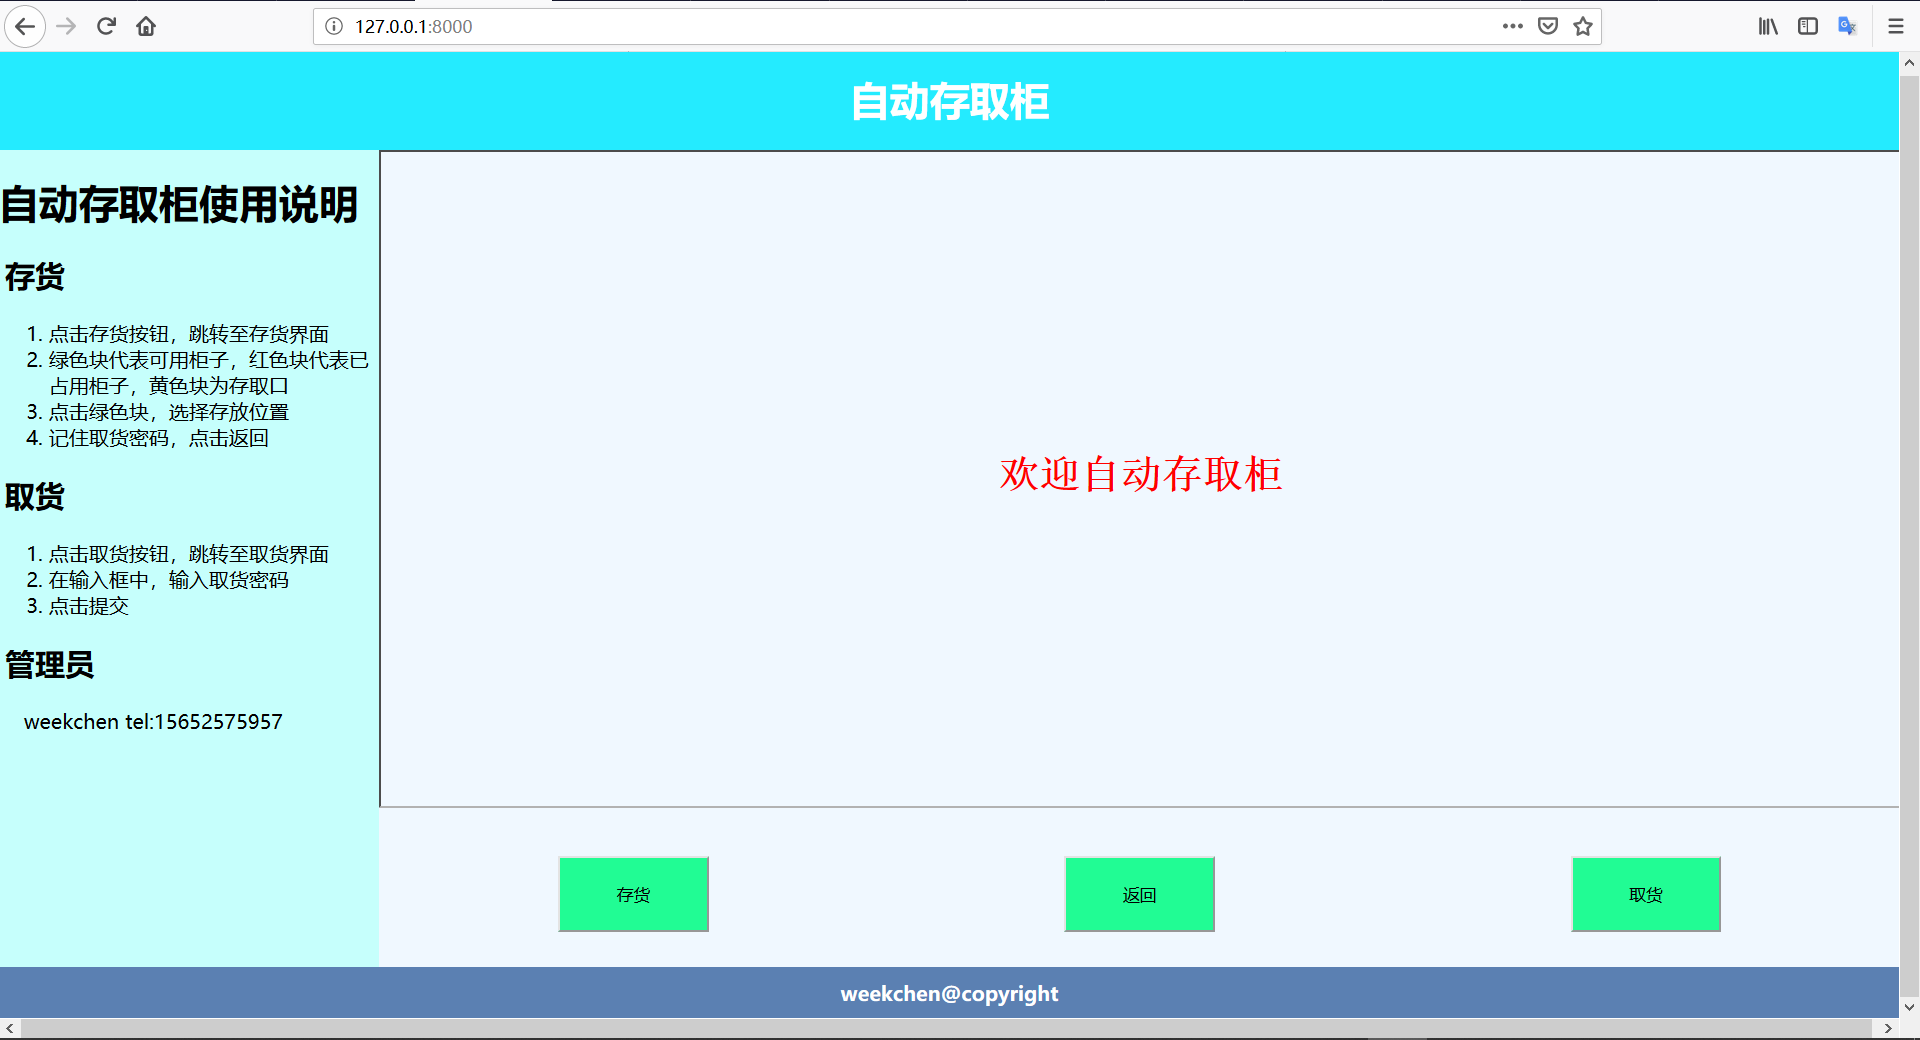 127.0.0.1:8000
自动存取柜
自动存取柜使用说明
存货
1. 点击存货按钮，跳转至存货界面
2. 绿色块代表可用柜子，红色块代表已
占用柜子，黄色块为存取口
3. 点击绿色块，选择存放位置
4. 记住取货密码，点击返回
取货
1. 点击取货按钮，跳转至取货界面
2. 在输入框中，输入取货密码
3. 点击提交
管理员
weekchen tel:15652575957
欢迎自动存取柜
存货
返回
取货
weekchen@copyright